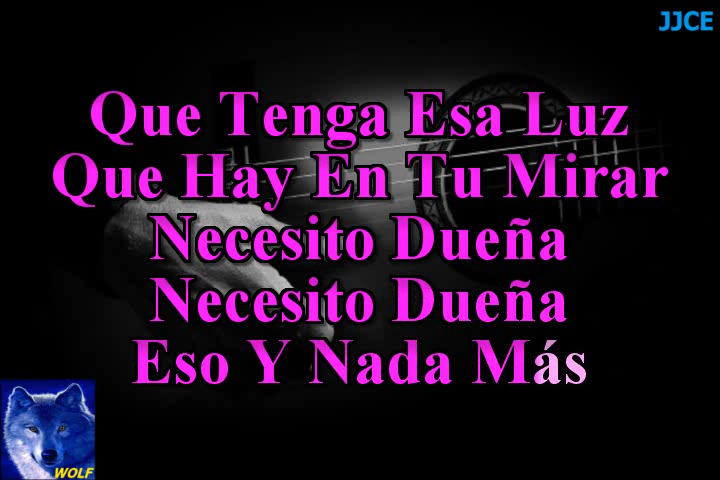 JJCE
Que Tenga Esa Luz
Que Hay En Tu Mirar
Necesito Dueña
Necesito Dueña
Eso Y Nada Más
WOLF